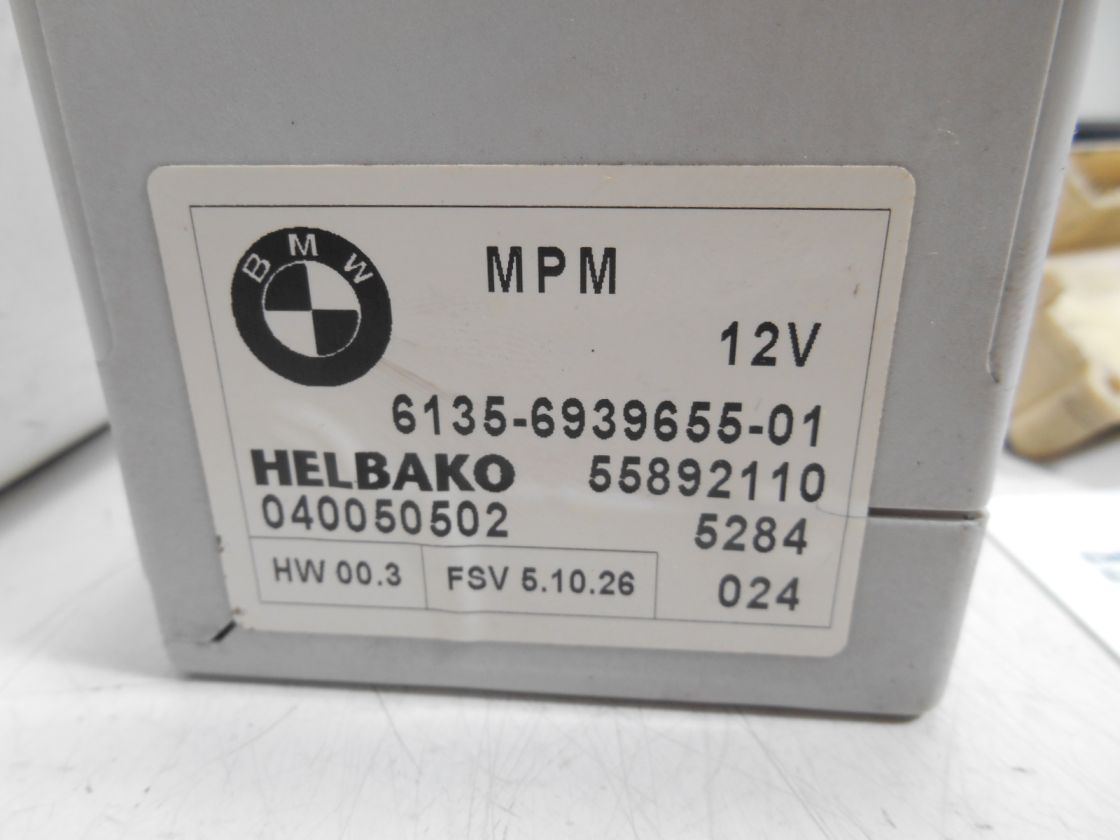 BMW
MPM
12V
6135-6939655-01
HELBAKO 55892110
040050502 5284
HW 00.3 FSV 5.10.26 024